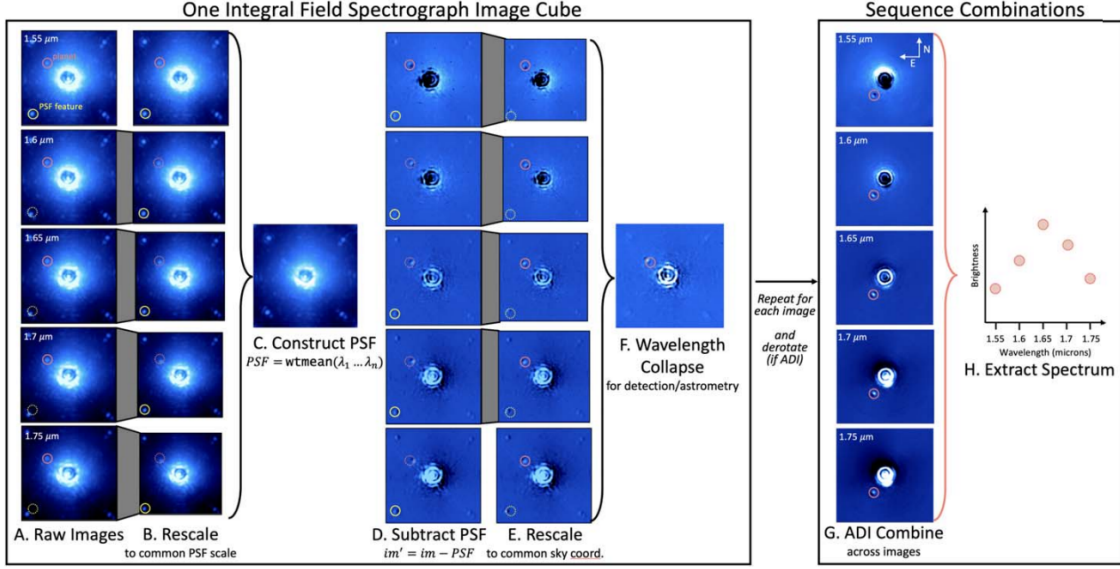 One Integral Field Spectrograph Image Cube
Sequence Combinations
1.55 μm
planet
PSF feature
1.6 μm
1.65 μm
1.7 μm
1.75 μm
A. Raw Images
B. Rescale
to common PSF scale
C. Construct PSF
PSF = wtmean(λ₁ … λₙ)
D. Subtract PSF
im′ = im − PSF
E. Rescale
to common sky coord.
F. Wavelength
Collapse
for detection/astrometry
Repeat for
each image
and
derotate
(if ADI)
1.55 μm
N
E
1.6 μm
1.65 μm
1.7 μm
1.75 μm
G. ADI Combine
across images
Brightness
1.55 1.6 1.65 1.7 1.75
Wavelength (microns)
H. Extract Spectrum